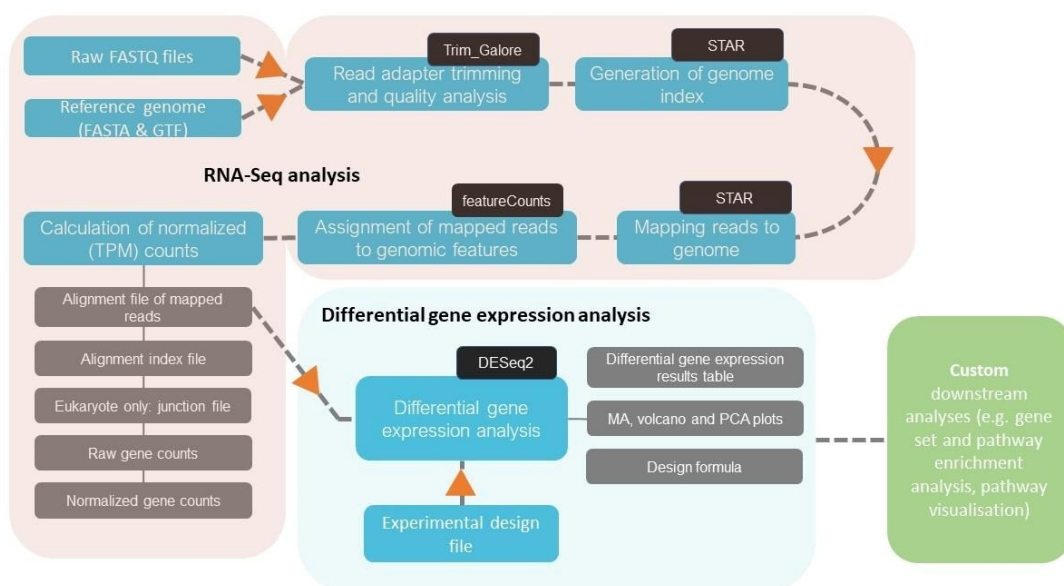 Raw FASTQ files
Reference genome
(FASTA & GTF)
Trim_Galore
Read adapter trimming
and quality analysis
STAR
Generation of genome
index
RNA-Seq analysis
Calculation of normalized
(TPM) counts
featureCounts
Assignment of mapped reads
to genomic features
STAR
Mapping reads to
genome
Alignment file of mapped
reads
Alignment index file
Eukaryote only: junction file
Raw gene counts
Normalized gene counts
Differential gene expression analysis
DESeq2
Differential gene
expression analysis
Experimental design
file
Differential gene expression
results table
MA, volcano and PCA plots
Design formula
Custom
downstream
analyses (e.g. gene
set and pathway
enrichment
analysis, pathway
visualisation)